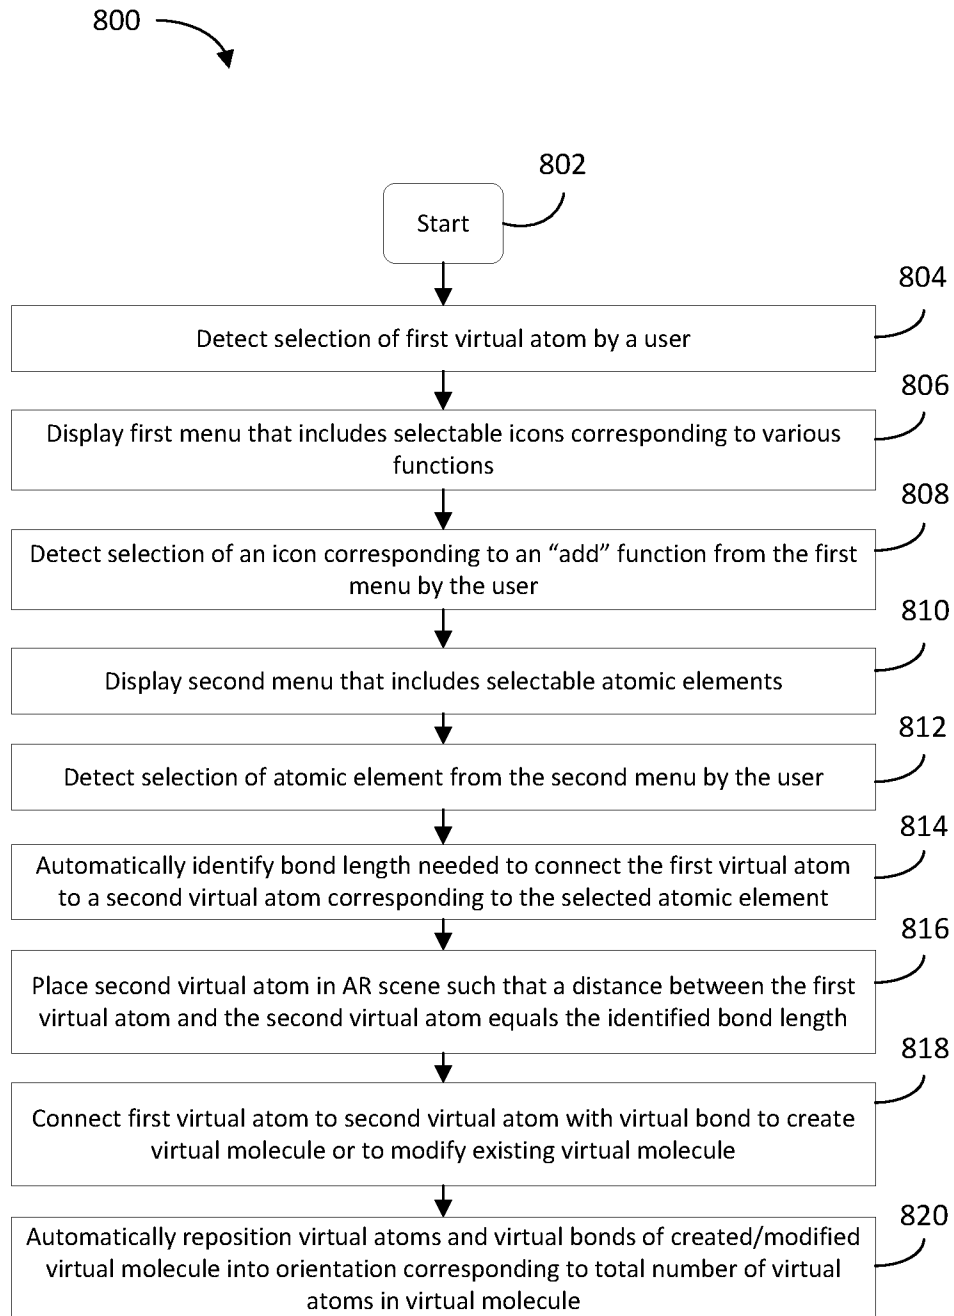 800
802
Start
804
Detect selection of first virtual atom by a user
806
Display first menu that includes selectable icons corresponding to various
functions
808
Detect selection of an icon corresponding to an “add” function from the first
menu by the user
810
Display second menu that includes selectable atomic elements
812
Detect selection of atomic element from the second menu by the user
814
Automatically identify bond length needed to connect the first virtual atom
to a second virtual atom corresponding to the selected atomic element
816
Place second virtual atom in AR scene such that a distance between the first
virtual atom and the second virtual atom equals the identified bond length
818
Connect first virtual atom to second virtual atom with virtual bond to create
virtual molecule or to modify existing virtual molecule
820
Automatically reposition virtual atoms and virtual bonds of created/modified
virtual molecule into orientation corresponding to total number of virtual
atoms in virtual molecule